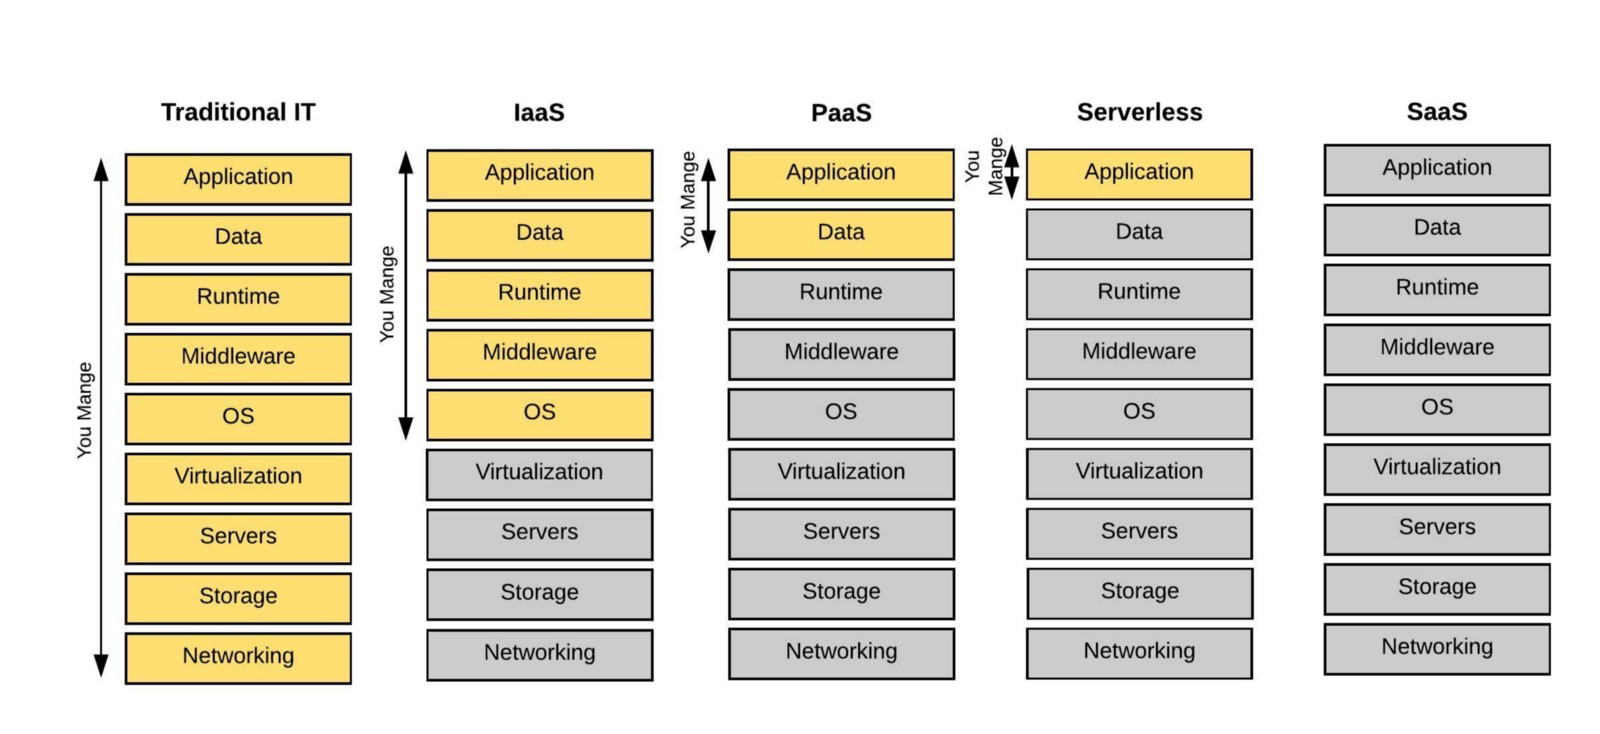 Traditional IT
You Mange
Application
Data
Runtime
Middleware
OS
Virtualization
Servers
Storage
Networking
IaaS
You Mange
Application
Data
Runtime
Middleware
OS
Virtualization
Servers
Storage
Networking
PaaS
You Mange
Application
Data
Runtime
Middleware
OS
Virtualization
Servers
Storage
Networking
Serverless
You
Mange
Application
Data
Runtime
Middleware
OS
Virtualization
Servers
Storage
Networking
SaaS
Application
Data
Runtime
Middleware
OS
Virtualization
Servers
Storage
Networking